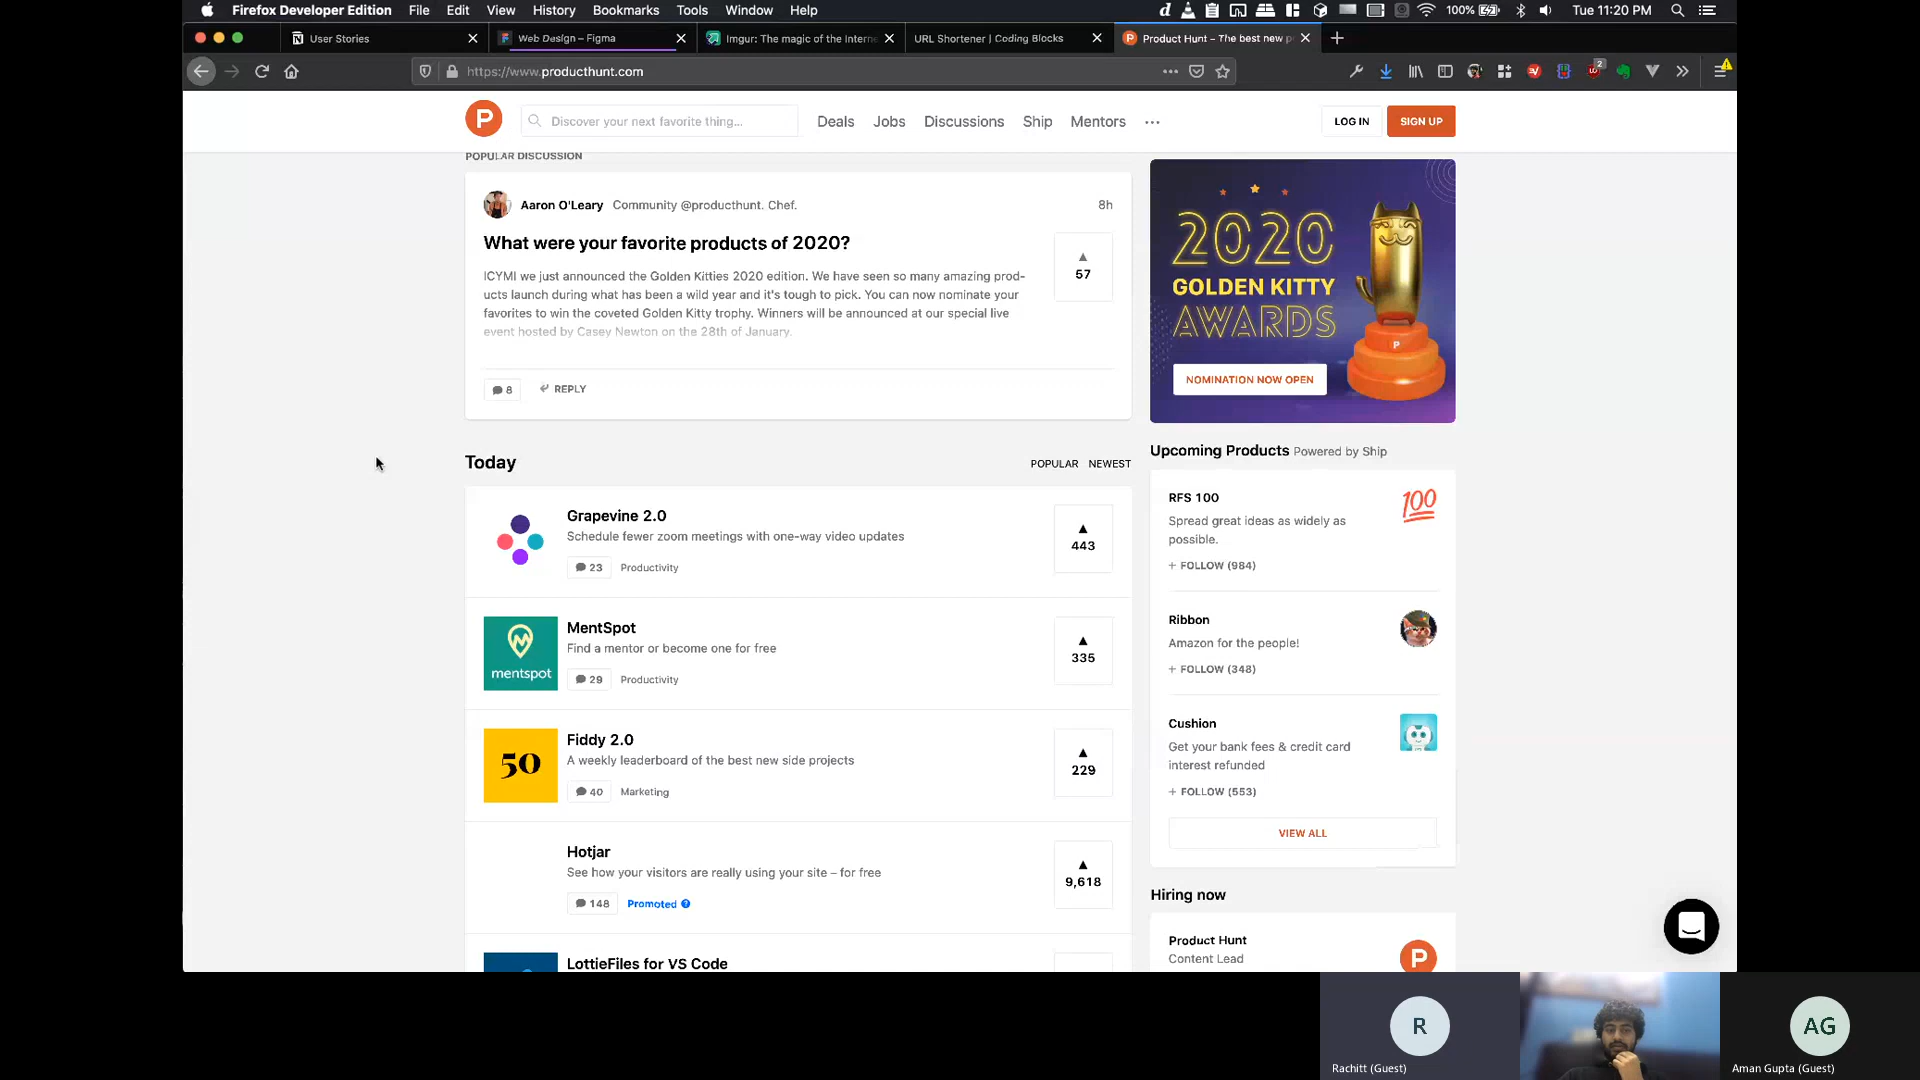 Firefox Developer Edition File Edit View History Bookmarks Tools Window Help
100% Tue 11:20 PM
User Stories
Web Design – Figma
Imgur: The magic of the Interne
URL Shortener | Coding Blocks
Product Hunt – The best new p
https://www.producthunt.com
2
P
Discover your next favorite thing...
Deals Jobs Discussions Ship Mentors ...
LOG IN
SIGN UP
POPULAR DISCUSSION
Aaron O'Leary Community @producthunt. Chef.
8h
What were your favorite products of 2020?
ICYMI we just announced the Golden Kitties 2020 edition. We have seen so many amazing prod-
ucts launch during what has been a wild year and it's tough to pick. You can now nominate your
favorites to win the coveted Golden Kitty trophy. Winners will be announced at our special live
event hosted by Casey Newton on the 28th of January.
57
8
REPLY
2020
GOLDEN KITTY
AWARDS
NOMINATION NOW OPEN
P
Today
POPULAR NEWEST
Grapevine 2.0
Schedule fewer zoom meetings with one-way video updates
23 Productivity
443
mentspot
MentSpot
Find a mentor or become one for free
29 Productivity
335
50
Fiddy 2.0
A weekly leaderboard of the best new side projects
40 Marketing
229
Hotjar
See how your visitors are really using your site – for free
148 Promoted ?
9,618
LottieFiles for VS Code
Upcoming Products Powered by Ship
RFS 100
Spread great ideas as widely as
possible.
+ FOLLOW (984)
100
Ribbon
Amazon for the people!
+ FOLLOW (348)
Cushion
Get your bank fees & credit card
interest refunded
+ FOLLOW (553)
VIEW ALL
Hiring now
Product Hunt
Content Lead
P
R
Rachitt (Guest)
AG
Aman Gupta (Guest)